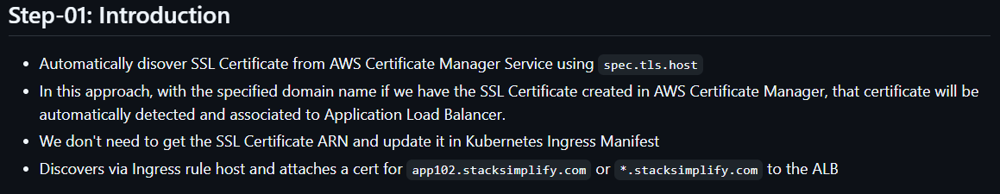 Step-01: Introduction
• Automatically disover SSL Certificate from AWS Certificate Manager Service using spec.tls.host
• In this approach, with the specified domain name if we have the SSL Certificate created in AWS Certificate Manager, that certificate will be
automatically detected and associated to Application Load Balancer.
• We don't need to get the SSL Certificate ARN and update it in Kubernetes Ingress Manifest
• Discovers via Ingress rule host and attaches a cert for app102.stacksimplify.com or *.stacksimplify.com to the ALB